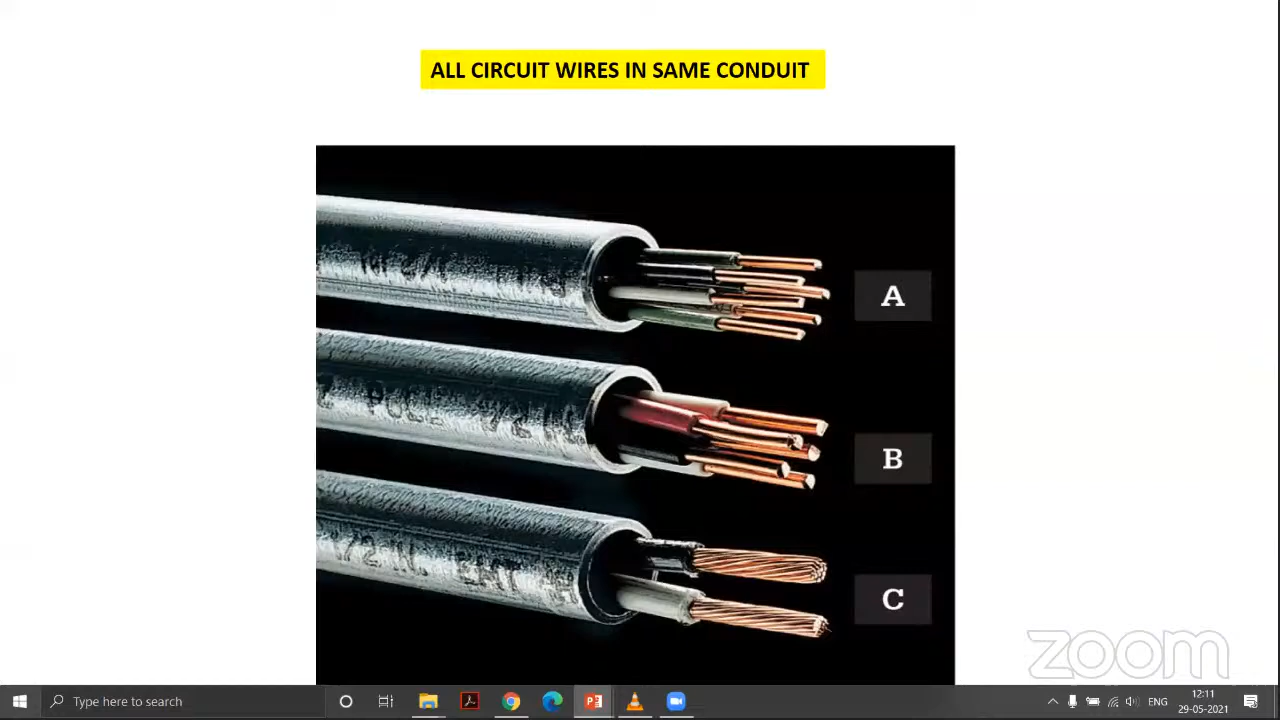 ALL CIRCUIT WIRES IN SAME CONDUIT
A
B
C
zoom
Type here to search
ENG
12:11
29-05-2021